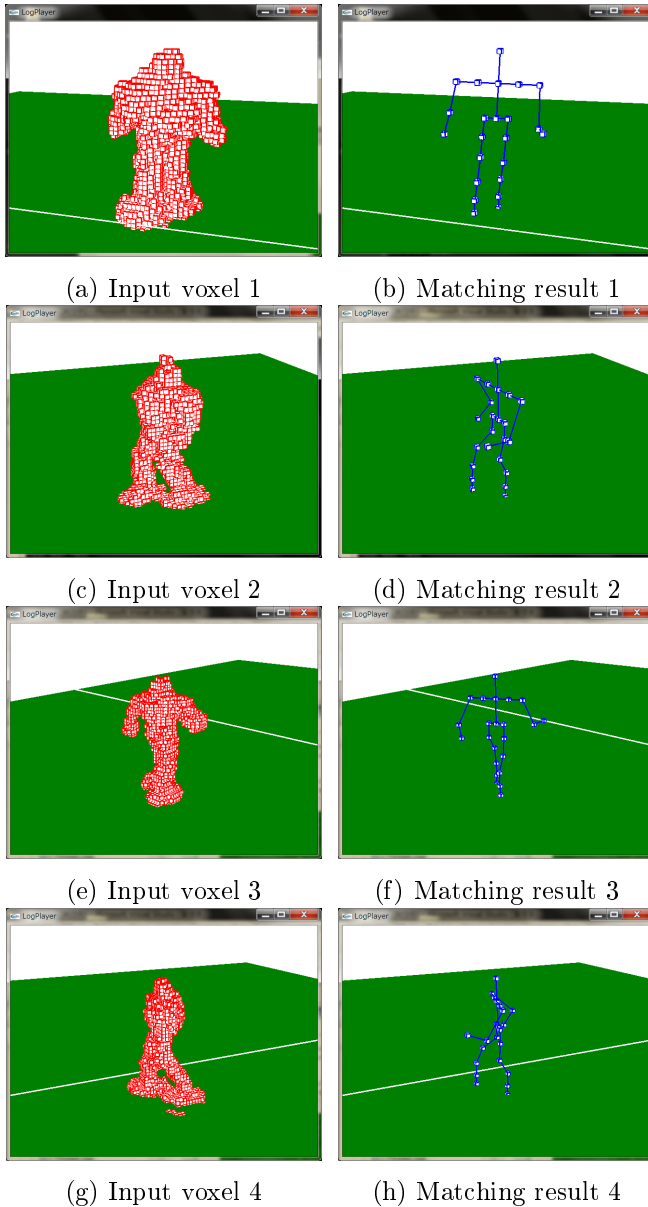 LogPlayer LogPlayer
(a) Input voxel 1 (b) Matching result 1
LogPlayer LogPlayer
(c) Input voxel 2 (d) Matching result 2
LogPlayer LogPlayer
(e) Input voxel 3 (f) Matching result 3
LogPlayer LogPlayer
(g) Input voxel 4 (h) Matching result 4